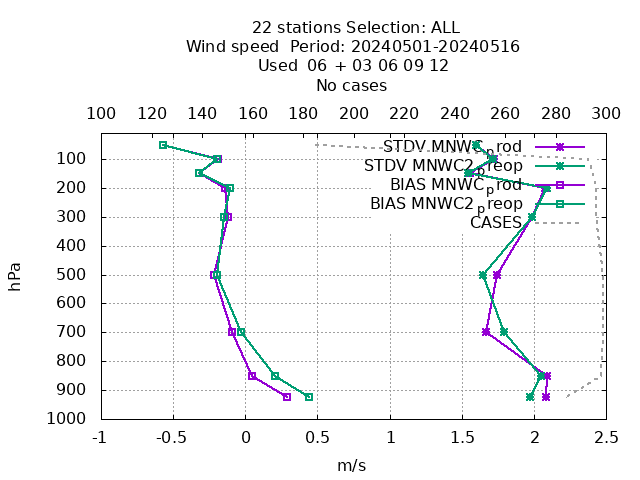 22 stations Selection: ALL
Wind speed  Period: 20240501-20240516
Used  06 + 03 06 09 12
No cases
100 120 140 160 180 200 220 240 260 280 300
STDV MNWC_prod
STDV MNWC2_preop
BIAS MNWC_prod
BIAS MNWC2_preop
CASES
100
200
300
400
500
600
700
800
900
1000
hPa
-1 -0.5 0 0.5 1 1.5 2 2.5
m/s